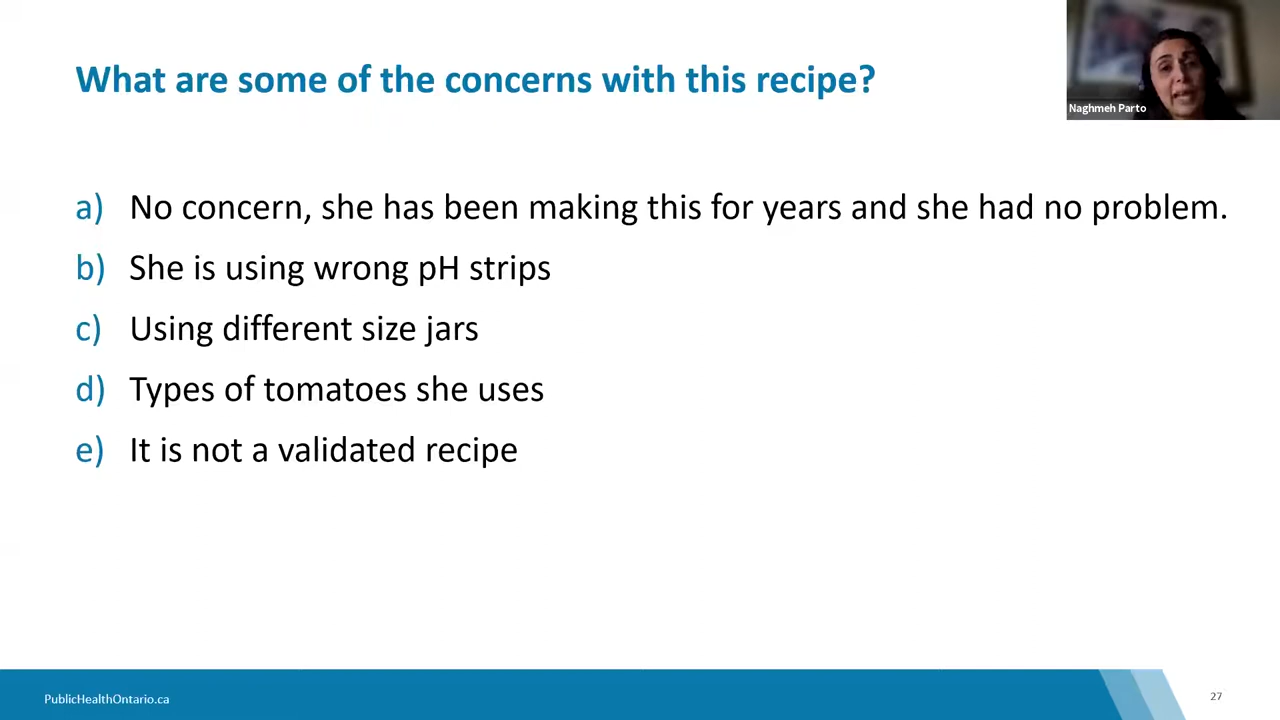 What are some of the concerns with this recipe?
Naghmeh Parto
a) No concern, she has been making this for years and she had no problem.
b) She is using wrong pH strips
c) Using different size jars
d) Types of tomatoes she uses
e) It is not a validated recipe
PublicHealthOntario.ca
27